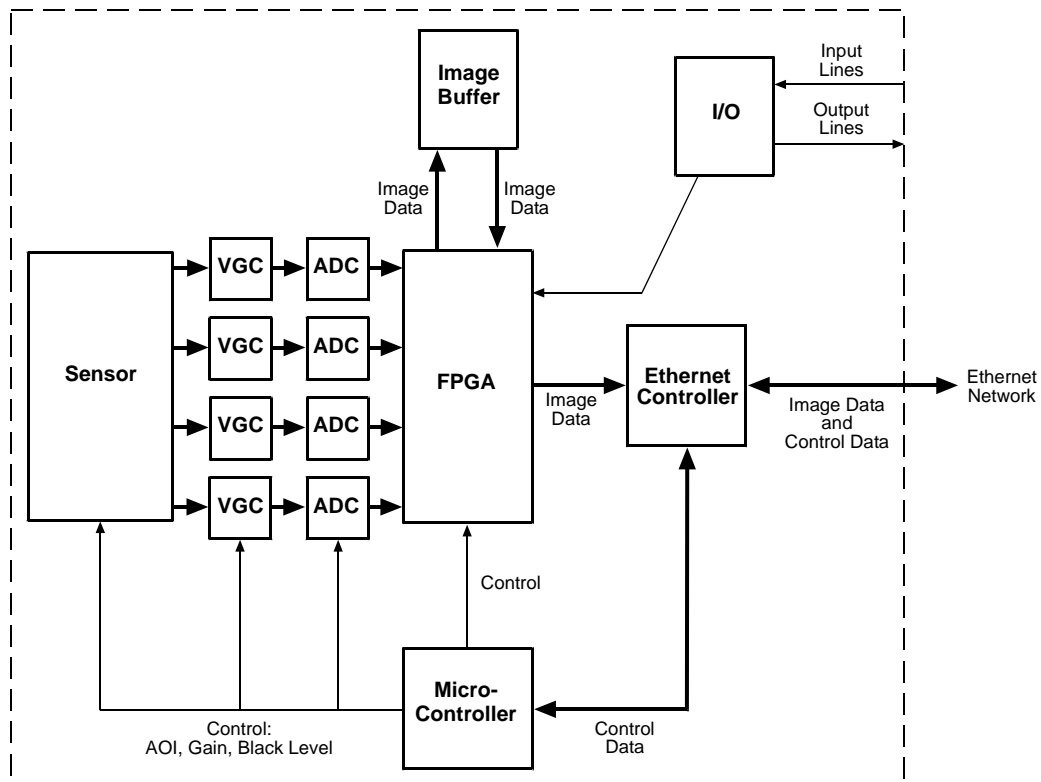 Image
Buffer
I/O
Input
Lines
Output
Lines
Image
Data
Image
Data
Sensor
VGC
ADC
VGC
ADC
VGC
ADC
VGC
ADC
FPGA
Image
Data
Ethernet
Controller
Image Data
and
Control Data
Ethernet
Network
Control
Micro-
Controller
Control:
AOI, Gain, Black Level
Control
Data